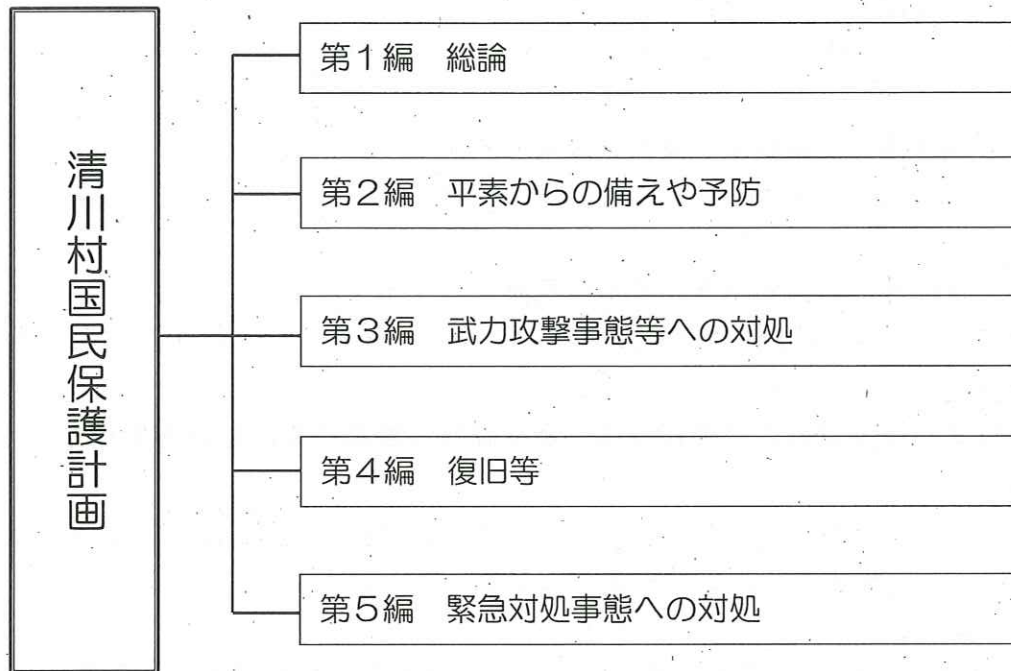 清川村国民保護計画
第１編　総論
第２編　平素からの備えや予防
第３編　武力攻撃事態等への対処
第４編　復旧等
第５編　緊急対処事態への対処